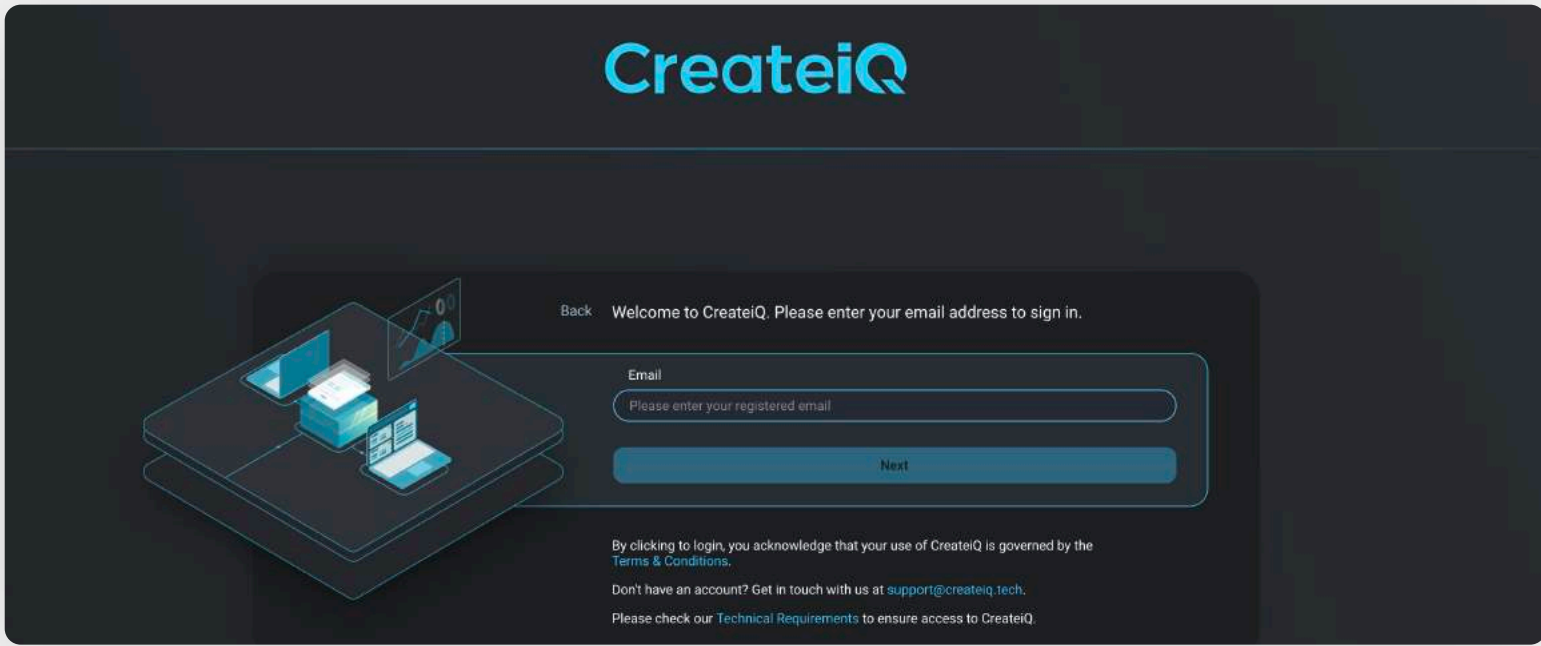 CreateiQ
Back
Welcome to CreateiQ. Please enter your email address to sign in.
Email
Please enter your registered email
Next
By clicking to login, you acknowledge that your use of CreateiQ is governed by the
Terms & Conditions.
Don't have an account? Get in touch with us at support@createiq.tech.
Please check our Technical Requirements to ensure access to CreateiQ.